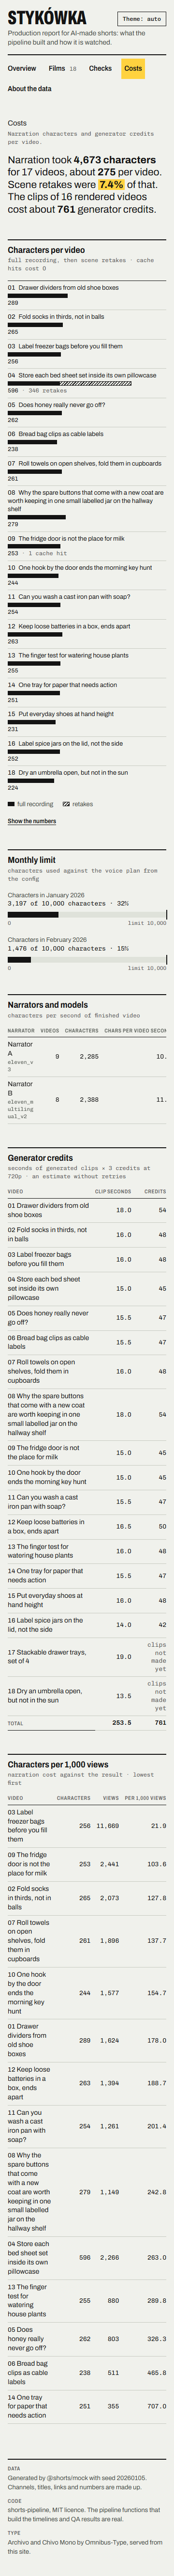 STYKÓWKA
Theme: auto
Production report for AI-made shorts: what the
pipeline built and how it is watched.
Overview Films 18 Checks Costs
About the data
Costs
Narration characters and generator credits
per video.
Narration took 4,673 characters
for 17 videos, about 275 per video.
Scene retakes were 7.4% of that.
The clips of 16 rendered videos
cost about 761 generator credits.
Characters per video
full recording, then scene retakes · cache
hits cost 0
01 Drawer dividers from old shoe boxes
289
02 Fold socks in thirds, not in balls
265
03 Label freezer bags before you fill them
256
04 Store each bed sheet set inside its own pillowcase
596 · 346 retakes
05 Does honey really never go off?
262
06 Bread bag clips as cable labels
238
07 Roll towels on open shelves, fold them in cupboards
261
08 Why the spare buttons that come with a new coat are
worth keeping in one small labelled jar on the hallway
shelf
279
09 The fridge door is not the place for milk
253 · 1 cache hit
10 One hook by the door ends the morning key hunt
244
11 Can you wash a cast iron pan with soap?
254
12 Keep loose batteries in a box, ends apart
263
13 The finger test for watering house plants
255
14 One tray for paper that needs action
251
15 Put everyday shoes at hand height
231
16 Label spice jars on the lid, not the side
252
18 Dry an umbrella open, but not in the sun
224
full recording retakes
Show the numbers
Monthly limit
characters used against the voice plan from
the config
Characters in January 2026
3,197 of 10,000 characters · 32%
0 limit 10,000
Characters in February 2026
1,476 of 10,000 characters · 15%
0 limit 10,000
Narrators and models
characters per second of finished video
NARRATOR VIDEOS CHARACTERS CHARS PER VIDEO SECON
Narrator
A
eleven_v
3
9 2,285 10.
Narrator
B
eleven_m
ultiling
ual_v2
8 2,388 11.
Generator credits
seconds of generated clips × 3 credits at
720p · an estimate without retries
VIDEO CLIP SECONDS CREDITS
01 Drawer dividers from old
shoe boxes
18.0 54
02 Fold socks in thirds, not
in balls
16.0 48
03 Label freezer bags
before you fill them
16.0 48
04 Store each bed sheet
set inside its own
pillowcase
15.0 45
05 Does honey really never
go off?
15.5 47
06 Bread bag clips as cable
labels
15.5 47
07 Roll towels on open
shelves, fold them in
cupboards
16.0 48
08 Why the spare buttons
that come with a new coat
are worth keeping in one
small labelled jar on the
hallway shelf
18.0 54
09 The fridge door is not
the place for milk
15.0 45
10 One hook by the door
ends the morning key hunt
15.0 45
11 Can you wash a cast
iron pan with soap?
15.5 47
12 Keep loose batteries in
a box, ends apart
16.5 50
13 The finger test for
watering house plants
16.0 48
14 One tray for paper that
needs action
15.5 47
15 Put everyday shoes at
hand height
16.0 48
16 Label spice jars on the
lid, not the side
14.0 42
17 Stackable drawer trays,
set of 4
19.0 clips
not
made
yet
18 Dry an umbrella open,
but not in the sun
13.5 clips
not
made
yet
TOTAL 253.5 761
Characters per 1,000 views
narration cost against the result · lowest
first
VIDEO CHARACTERS VIEWS PER 1,000 VIEWS
03 Label
freezer bags
before you fill
them
256 11,669 21.9
09 The fridge
door is not the
place for milk
253 2,441 103.6
02 Fold socks
in thirds, not in
balls
265 2,073 127.8
07 Roll towels
on open
shelves, fold
them in
cupboards
261 1,896 137.7
10 One hook
by the door
ends the
morning key
hunt
244 1,577 154.7
01 Drawer
dividers from
old shoe
boxes
289 1,624 178.0
12 Keep loose
batteries in a
box, ends
apart
263 1,394 188.7
11 Can you
wash a cast
iron pan with
soap?
254 1,261 201.4
08 Why the
spare buttons
that come
with a new
coat are worth
keeping in one
small labelled
jar on the
hallway shelf
279 1,149 242.8
04 Store each
bed sheet set
inside its own
pillowcase
596 2,266 263.0
13 The finger
test for
watering
house plants
255 880 289.8
05 Does
honey really
never go off?
262 803 326.3
06 Bread bag
clips as cable
labels
238 511 465.8
14 One tray
for paper that
needs action
251 355 707.0
DATA
Generated by @shorts/mock with seed 20260105.
Channels, titles, links and numbers are made up.
CODE
shorts-pipeline, MIT licence. The pipeline functions that
build the timelines and QA results are real.
TYPE
Archivo and Chivo Mono by Omnibus-Type, served from
this site.